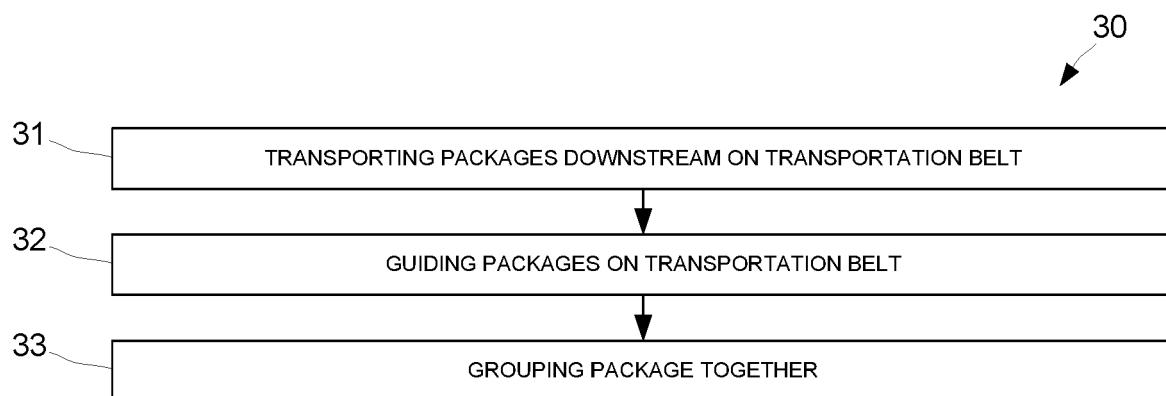 30
31
TRANSPORTING PACKAGES DOWNSTREAM ON TRANSPORTATION BELT
32
GUIDING PACKAGES ON TRANSPORTATION BELT
33
GROUPING PACKAGE TOGETHER